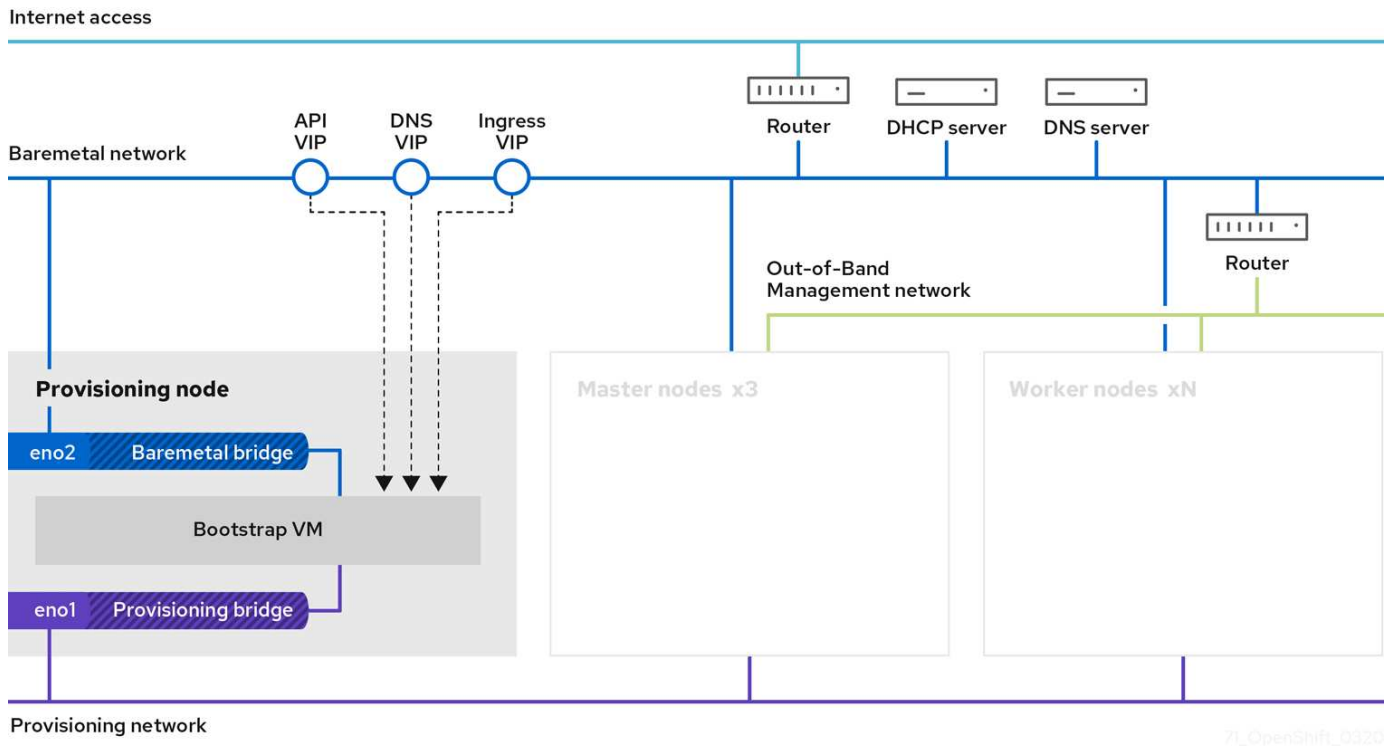 Internet access
API
VIP
DNS
VIP
Ingress
VIP
Router
DHCP server
DNS server
Baremetal network
Router
Out-of-Band
Management network
Provisioning node
Master nodes x3
Worker nodes xN
eno2
Baremetal bridge
Bootstrap VM
eno1
Provisioning bridge
Provisioning network
71_OpenShift_0320